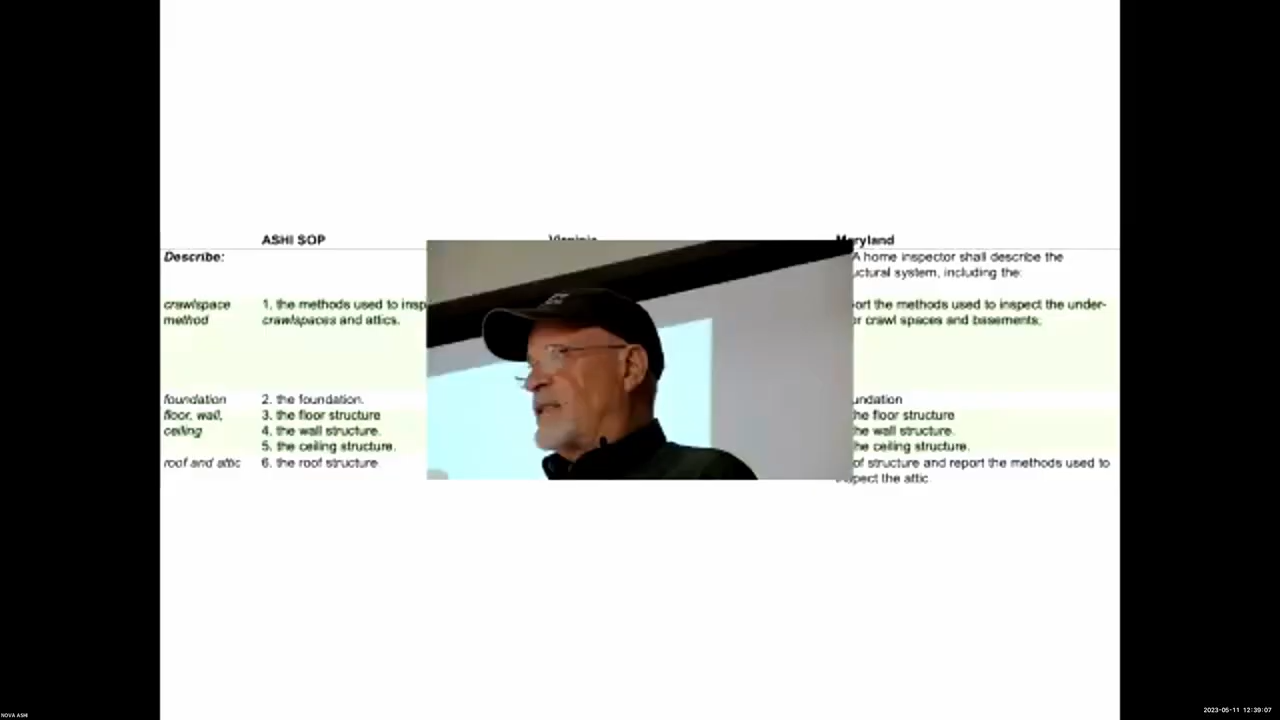 ASHI SOP Virginia Maryland
Describe: A home inspector shall describe the
structural system, including the:
crawlspace 1. the methods used to insp ort the methods used to inspect the under-
method crawlspaces and attics. or crawl spaces and basements;
foundation 2. the foundation. undation
floor, wall, 3. the floor structure he floor structure
ceiling 4. the wall structure. he wall structure.
5. the ceiling structure. he ceiling structure.
roof and attic 6. the roof structure. of structure and report the methods used to
spect the attic
NOVA ASHI
2023-05-11 12:39:07